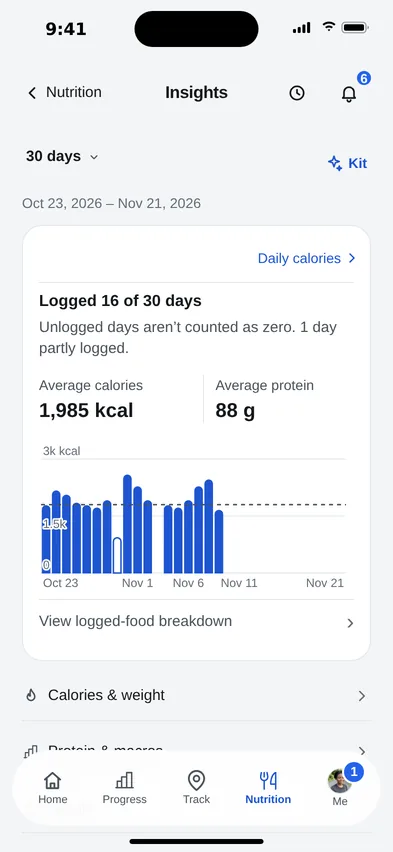 9:41
Nutrition
Insights
6
30 days
Kit
Oct 23, 2026 – Nov 21, 2026
Daily calories
Logged 16 of 30 days
Unlogged days aren’t counted as zero. 1 day
partly logged.
Average calories
Average protein
1,985 kcal
88 g
3k kcal
1.5k
0
Oct 23
Nov 1
Nov 6
Nov 11
Nov 21
View logged-food breakdown
Calories & weight
Protein & macros
1
Home
Progress
Track
Nutrition
Me